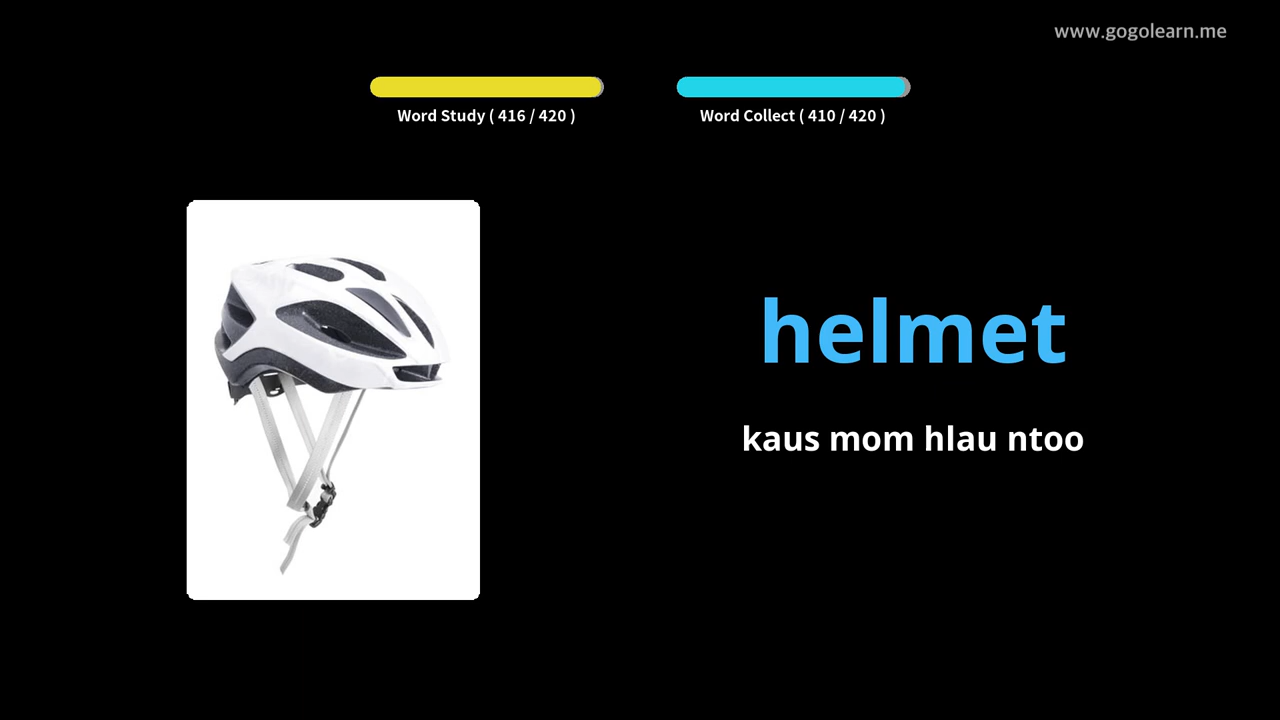 www.gogolearn.me
Word Study ( 416 / 420 )
Word Collect ( 410 / 420 )
helmet
kaus mom hlau ntoo